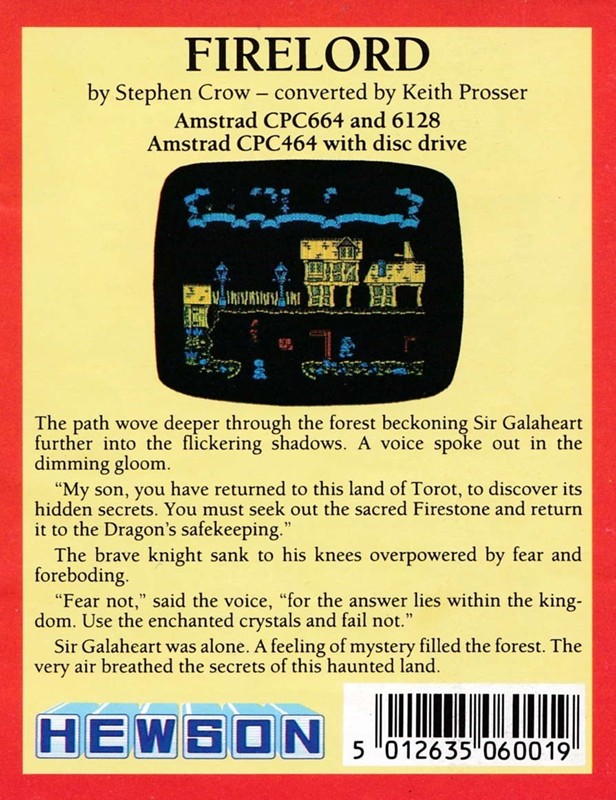 FIRELORD
by Stephen Crow – converted by Keith Prosser
Amstrad CPC664 and 6128
Amstrad CPC464 with disc drive
The path wove deeper through the forest beckoning Sir Galaheart
further into the flickering shadows. A voice spoke out in the
dimming gloom.
“My son, you have returned to this land of Torot, to discover its
hidden secrets. You must seek out the sacred Firestone and return
it to the Dragon’s safekeeping.”
The brave knight sank to his knees overpowered by fear and
foreboding.
“Fear not,” said the voice, “for the answer lies within the king-
dom. Use the enchanted crystals and fail not.”
Sir Galaheart was alone. A feeling of mystery filled the forest. The
very air breathed the secrets of this haunted land.
HEWSON
5 012635 060019